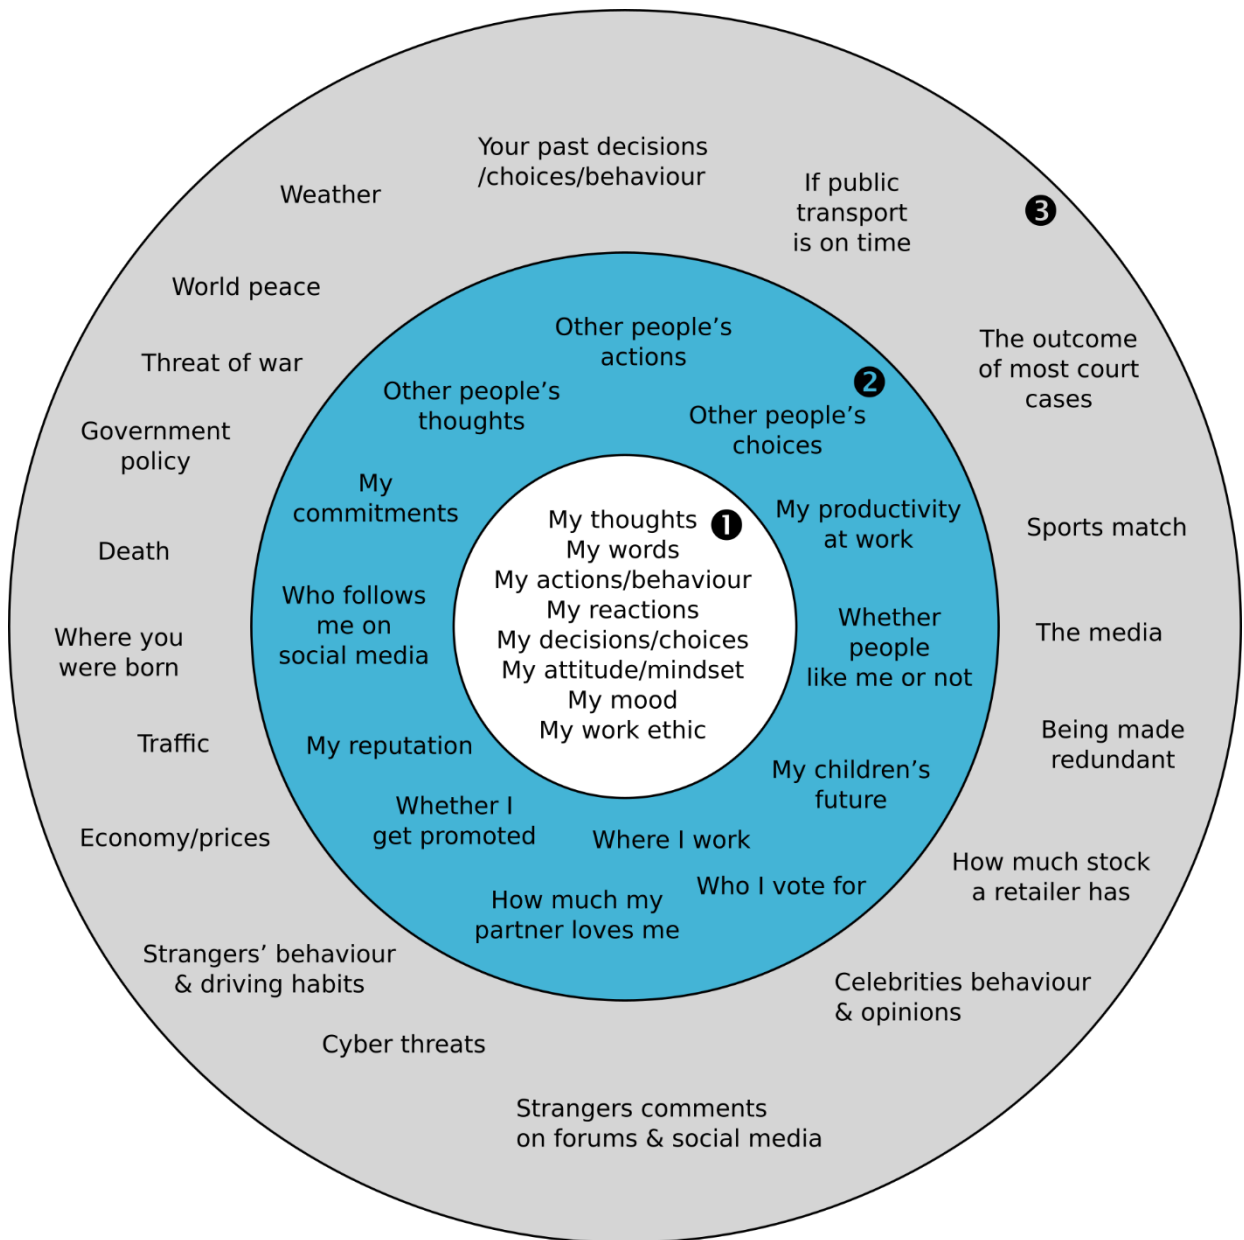 Your past decisions
/choices/behaviour
Weather
If public
transport
is on time
❸
World peace
Threat of war
Government
policy
Death
Where you
were born
Traffic
Economy/prices
Strangers’ behaviour
& driving habits
Cyber threats
Strangers comments
on forums & social media
Celebrities behaviour
& opinions
How much stock
a retailer has
Being made
redundant
The media
Sports match
The outcome
of most court
cases
Other people’s
actions
❷
Other people’s
thoughts
Other people’s
choices
My
commitments
My productivity
at work
Who follows
me on
social media
Whether
people
like me or not
My reputation
My children’s
future
Whether I
get promoted
Where I work
Who I vote for
How much my
partner loves me
My thoughts ❶
My words
My actions/behaviour
My reactions
My decisions/choices
My attitude/mindset
My mood
My work ethic